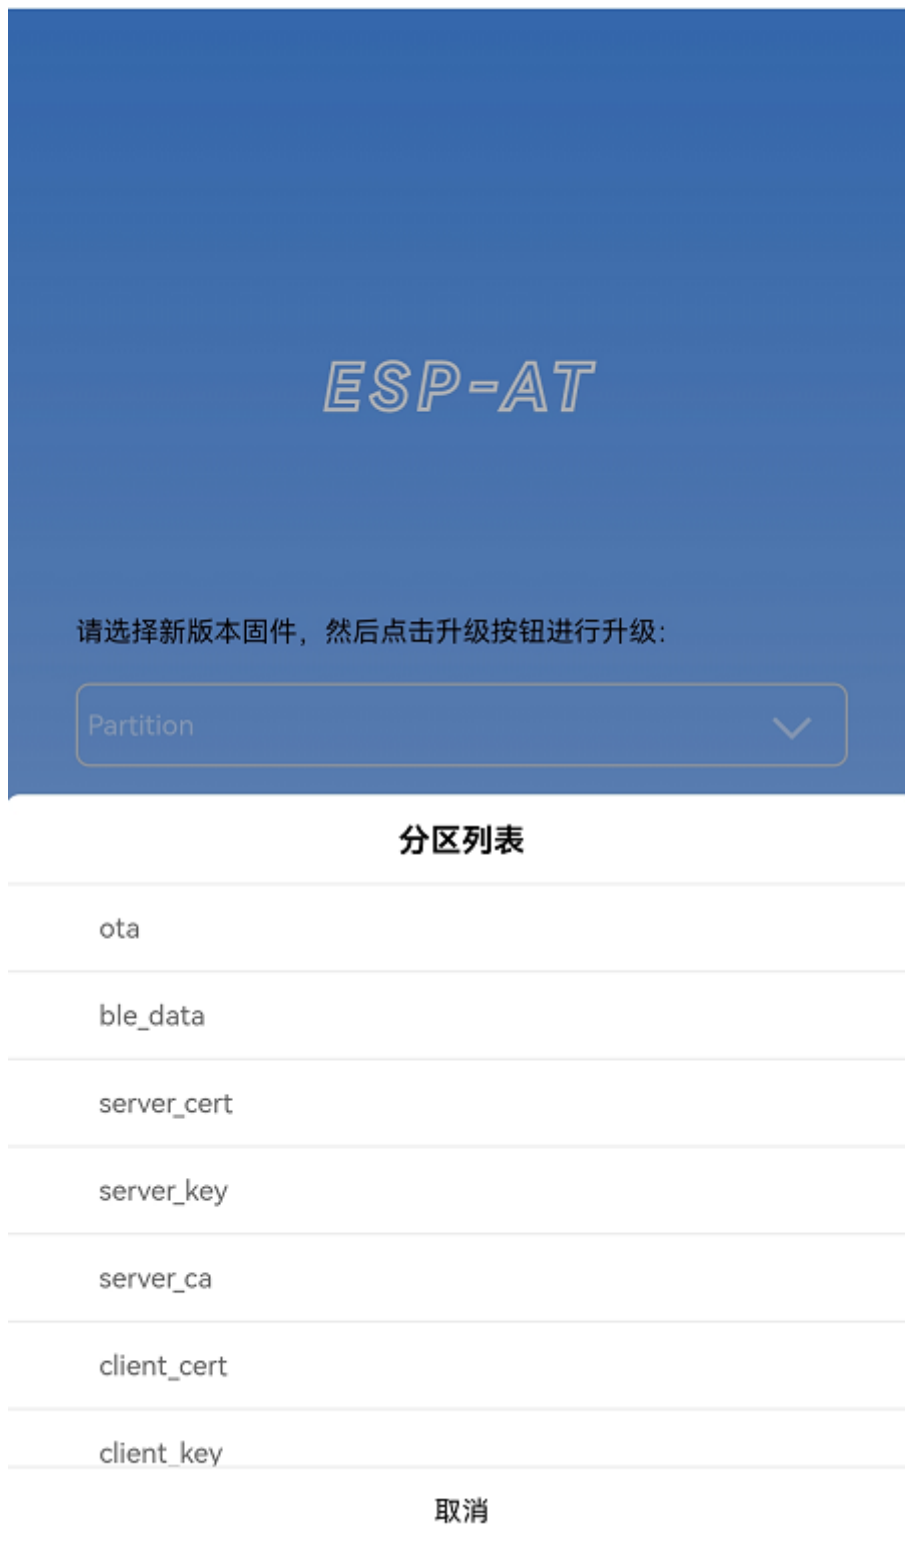 ESP-AT
请选择新版本固件，然后点击升级按钮进行升级：
Partition
分区列表
ota
ble_data
server_cert
server_key
server_ca
client_cert
client_key
取消